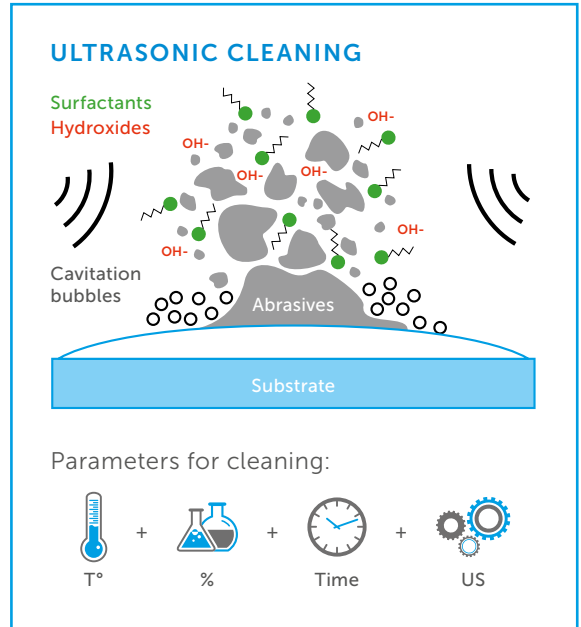 ULTRASONIC CLEANING
Surfactants
Hydroxides
OH-
OH-
OH-
OH-
OH-
OH-
Cavitation
bubbles
Abrasives
Substrate
Parameters for cleaning:
+ + +
T° % Time US